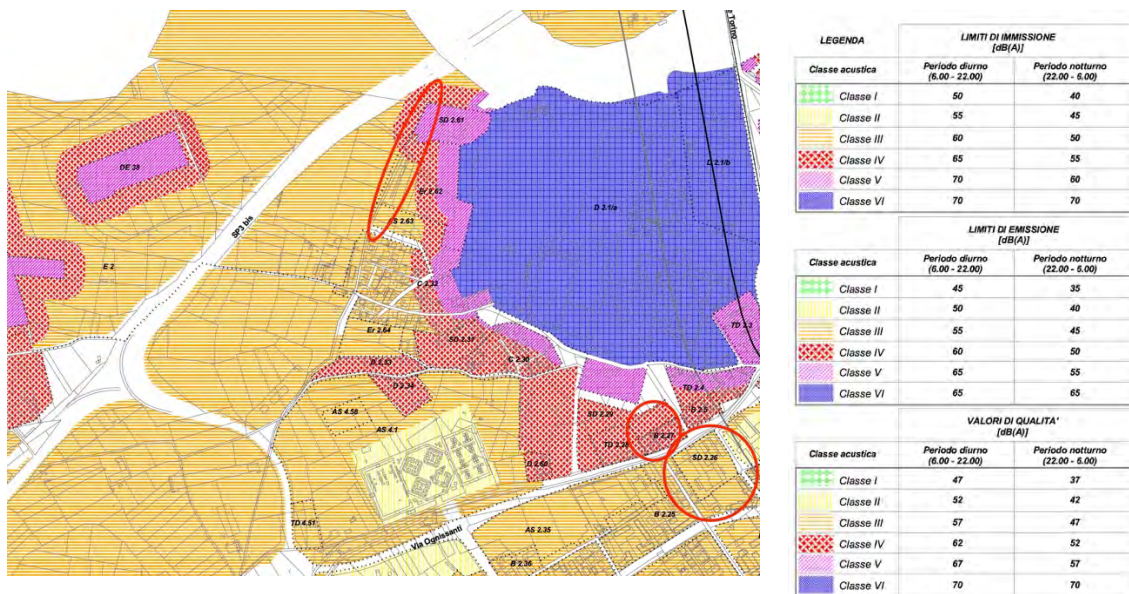 e Torino
SD 2.61
DE 38
D 2.1/b
Er 2.62
D 2.1/a
SP3 bis
S 2.63
E 2
C 2.32
Er 2.64
TD 2.3
SD 2.31
C 2.30
D 2.34
TD 2.4
AS 4.58
SD 2.29
B 2.5
AS 4.1
B 2.27
TD 2.28
SD 2.26
D 2.60
TD 4.51
B 2.25
AS 2.35
Via Ognissanti
B 2.36
LEGENDA LIMITI DI IMMISSIONE
[dB(A)]
Classe acustica Periodo diurno Periodo notturno
(6.00 - 22.00) (22.00 - 6.00)
Classe I 50 40
Classe II 55 45
Classe III 60 50
Classe IV 65 55
Classe V 70 60
Classe VI 70 70
LIMITI DI EMISSIONE
[dB(A)]
Classe acustica Periodo diurno Periodo notturno
(6.00 - 22.00) (22.00 - 6.00)
Classe I 45 35
Classe II 50 40
Classe III 55 45
Classe IV 60 50
Classe V 65 55
Classe VI 65 65
VALORI DI QUALITA'
[dB(A)]
Classe acustica Periodo diurno Periodo notturno
(6.00 - 22.00) (22.00 - 6.00)
Classe I 47 37
Classe II 52 42
Classe III 57 47
Classe IV 62 52
Classe V 67 57
Classe VI 70 70